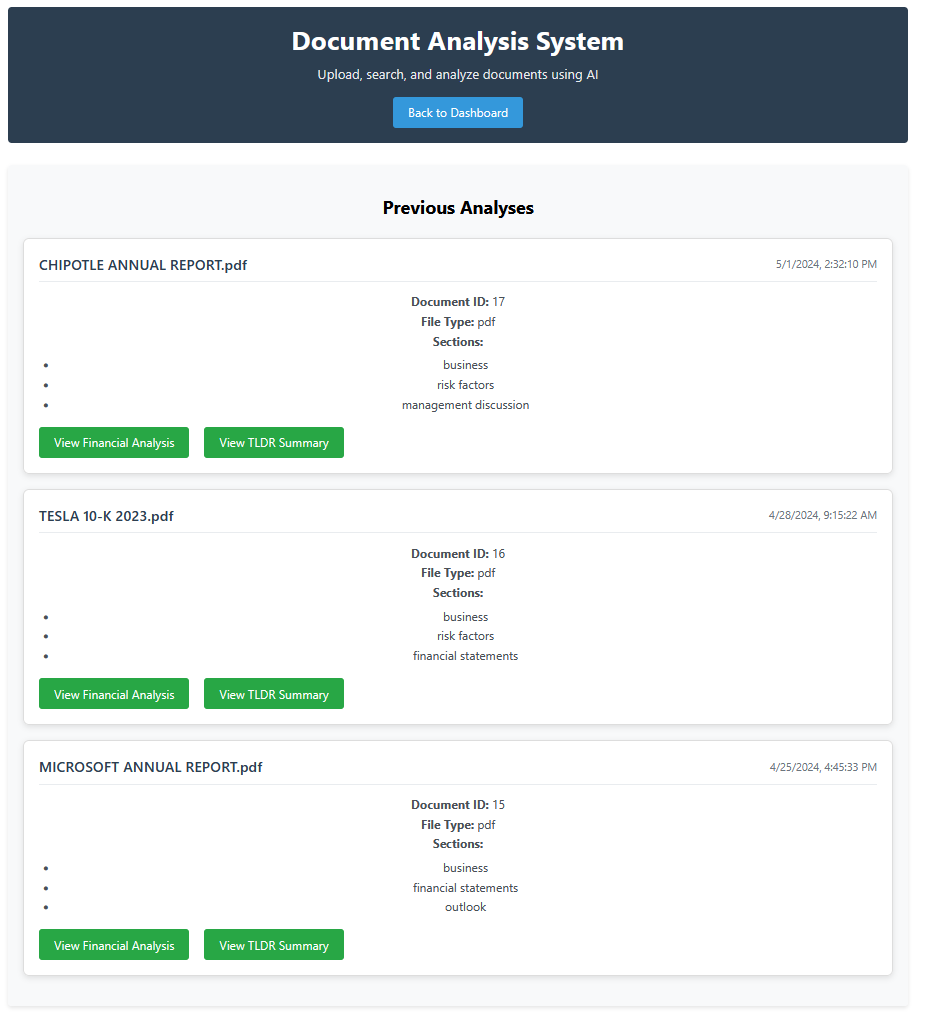 Document Analysis System
Upload, search, and analyze documents using AI
Back to Dashboard
Previous Analyses
CHIPOTLE ANNUAL REPORT.pdf 5/1/2024, 2:32:10 PM
Document ID: 17
File Type: pdf
Sections:
• business
• risk factors
• management discussion
View Financial Analysis View TLDR Summary
TESLA 10-K 2023.pdf 4/28/2024, 9:15:22 AM
Document ID: 16
File Type: pdf
Sections:
• business
• risk factors
• financial statements
View Financial Analysis View TLDR Summary
MICROSOFT ANNUAL REPORT.pdf 4/25/2024, 4:45:33 PM
Document ID: 15
File Type: pdf
Sections:
• business
• financial statements
• outlook
View Financial Analysis View TLDR Summary